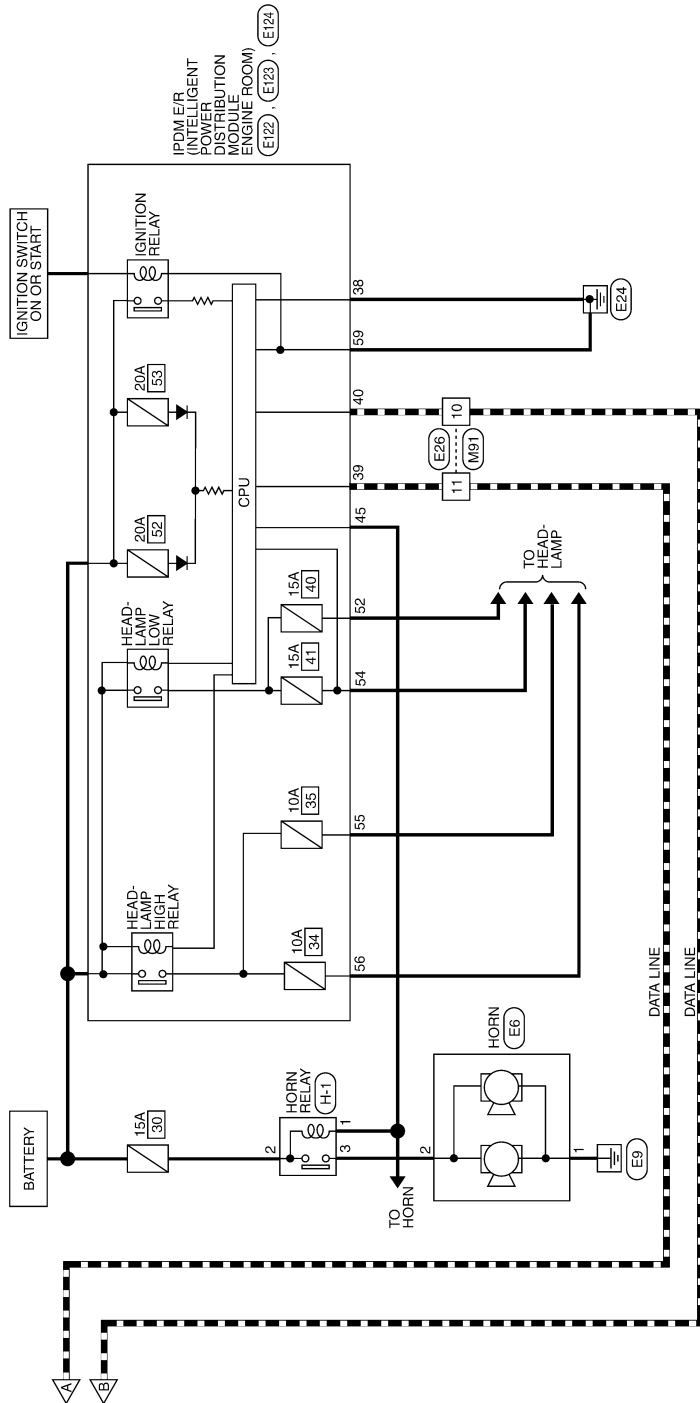 IGNITION SWITCH
ON OR START
IPDM E/R
(INTELLIGENT
POWER
DISTRIBUTION
MODULE
ENGINE ROOM)
E122 , E123 , E124
IGNITION
RELAY
20A
53
20A
52
HEAD-
LAMP
LOW
RELAY
HEAD-
LAMP
HIGH
RELAY
CPU
15A
40
15A
41
10A
35
10A
34
38
59
40
39
45
52
54
55
56
E24
10
E26
M91
11
TO
HEAD-
LAMP
BATTERY
15A
30
HORN
RELAY
H-1
2
1
3
TO
HORN
HORN
E6
2
1
E9
DATA LINE
DATA LINE
A
B